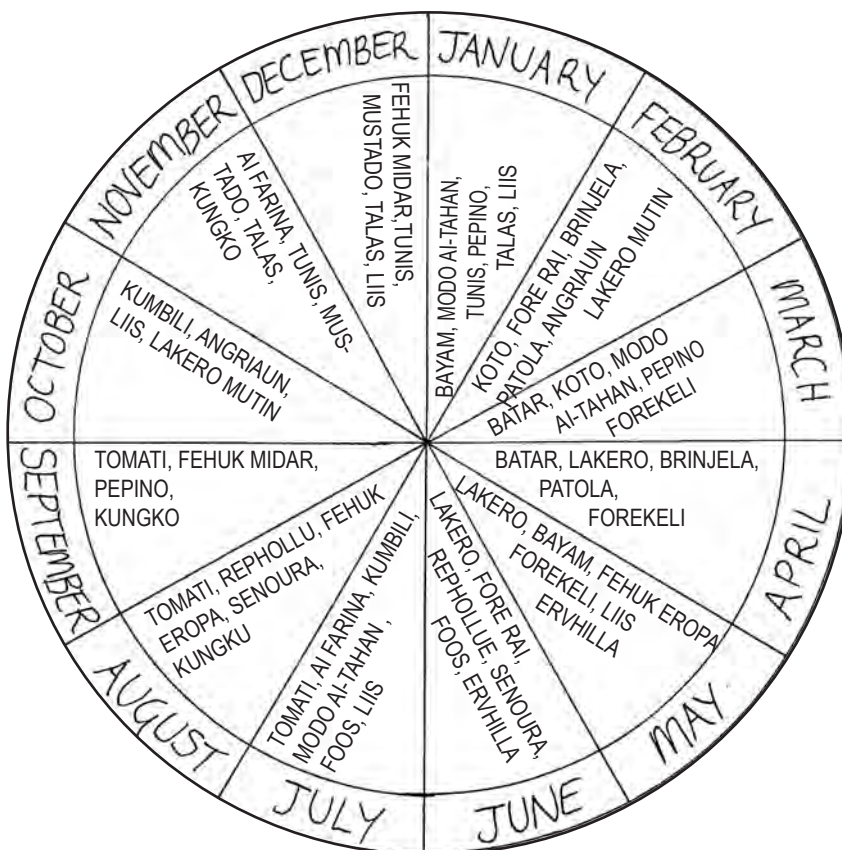 JANUARY
BAYAM, MODO AI-TAHAN,
TUNIS, PEPINO,
TALAS, LIIS
FEBRUARY
KOTO, FORE RAI, BRINJELA,
PATOLA, ANGRIAUN
LAKERO MUTIN
MARCH
BATAR, KOTO, MODO
AI-TAHAN, PEPINO
FOREKELI
APRIL
BATAR, LAKERO, BRINJELA,
PATOLA,
FOREKELI
MAY
LAKERO, BAYAM, FEHUK EROPA
FOREKELI, LIIS
ERVHILLA
JUNE
LAKERO, FORE RAI,
REPHOLLUE, SENOURA,
FOOS, ERVHILLA
JULY
TOMATI, AI FARINA, KUMBILI,
MODO AI-TAHAN ,
FOOS, LIIS
AUGUST
TOMATI, REPHOLLU, FEHUK
EROPA, SENOURA,
KUNGKU
SEPTEMBER
TOMATI, FEHUK MIDAR,
PEPINO,
KUNGKO
OCTOBER
KUMBILI, ANGRIAUN,
LIIS, LAKERO MUTIN
NOVEMBER
AI FARINA, TUNIS, MUS-
TADO, TALAS,
KUNGKO
DECEMBER
FEHUK MIDAR,TUNIS,
MUSTADO, TALAS, LIIS